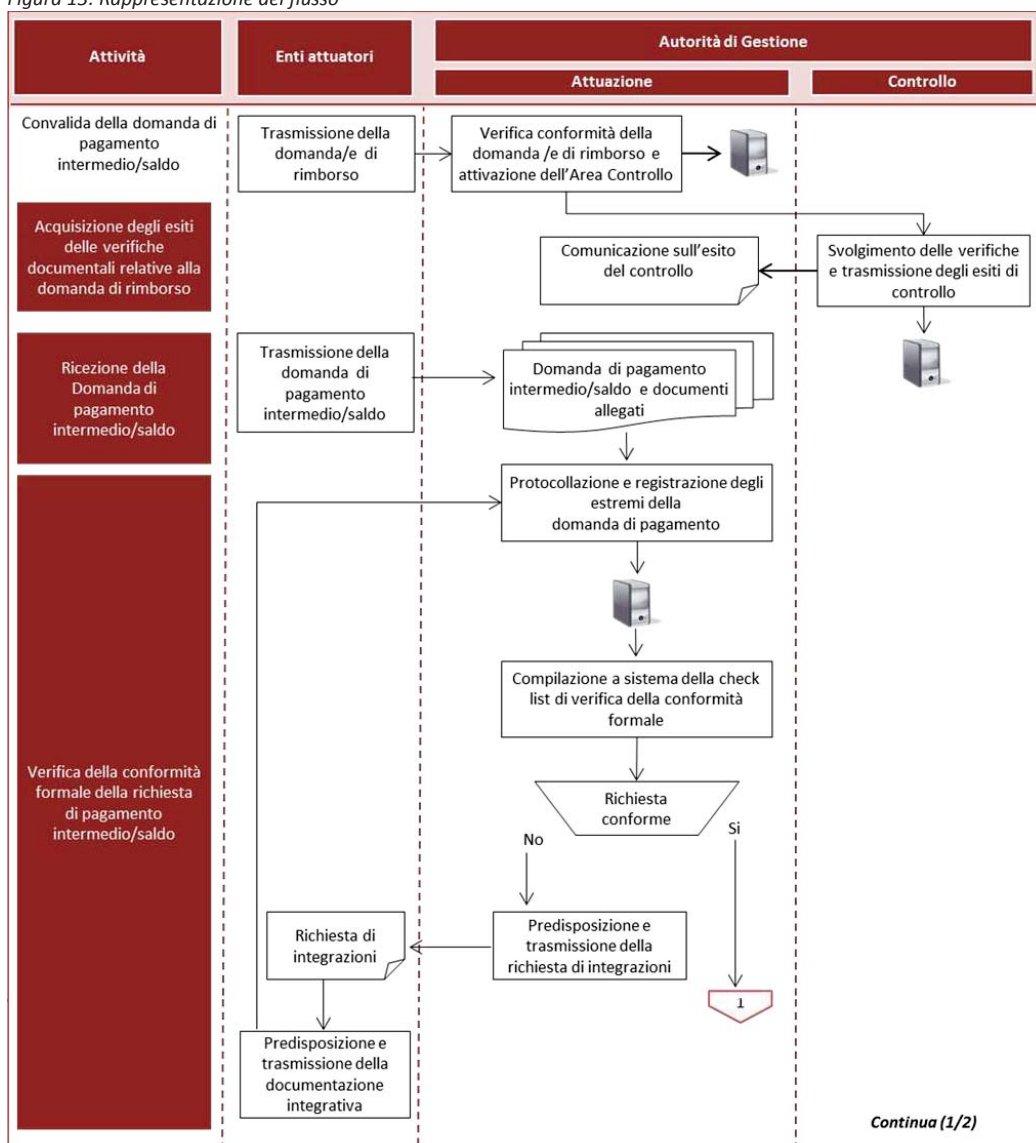 Figura 13: Rappresentazione del flusso
Attività
Enti attuatori
Autorità di Gestione
Attuazione
Controllo
Convalida della domanda di
pagamento
intermedio/saldo
Trasmissione della
domanda/e di
rimborso
Verifica conformità della
domanda /e di rimborso e
attivazione dell'Area Controllo
Acquisizione degli esiti
delle verifiche
documentali relative alla
domanda di rimborso
Comunicazione sull'esito
del controllo
Svolgimento delle verifiche
e trasmissione degli esiti di
controllo
Ricezione della
Domanda di
pagamento
intermedio/saldo
Trasmissione della
domanda di
pagamento
intermedio/saldo
Domanda di pagamento
intermedio/saldo e documenti
allegati
Protocollazione e registrazione degli
estremi della
domanda di pagamento
Compilazione a sistema della check
list di verifica della conformità
formale
Verifica della conformità
formale della richiesta
di pagamento
intermedio/saldo
Richiesta
conforme
No
Si
Richiesta di
integrazioni
Predisposizione e
trasmissione della
richiesta di integrazioni
1
Predisposizione e
trasmissione della
documentazione
integrativa
Continua (1/2)